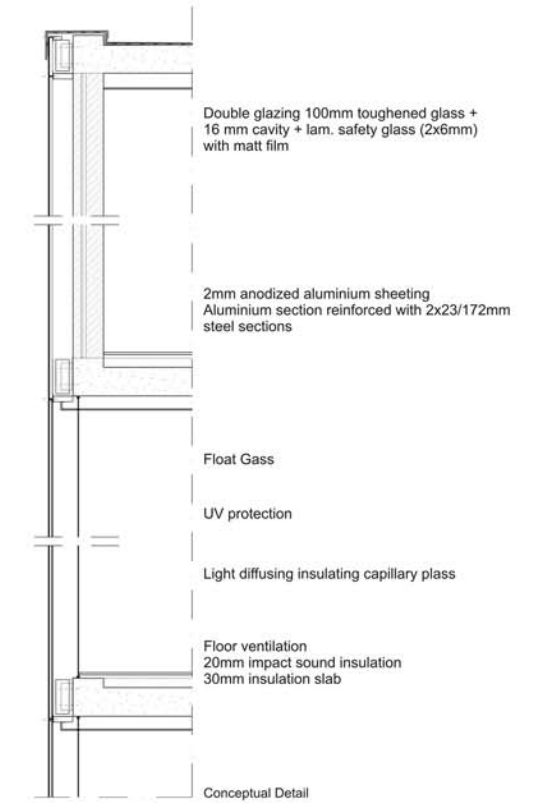 Double glazing 100mm toughened glass +
16 mm cavity + lam. safety glass (2x6mm)
with matt film
2mm anodized aluminium sheeting
Aluminium section reinforced with 2x23/172mm
steel sections
Float Gass
UV protection
Light diffusing insulating capillary plass
Floor ventilation
20mm impact sound insulation
30mm insulation slab
Conceptual Detail